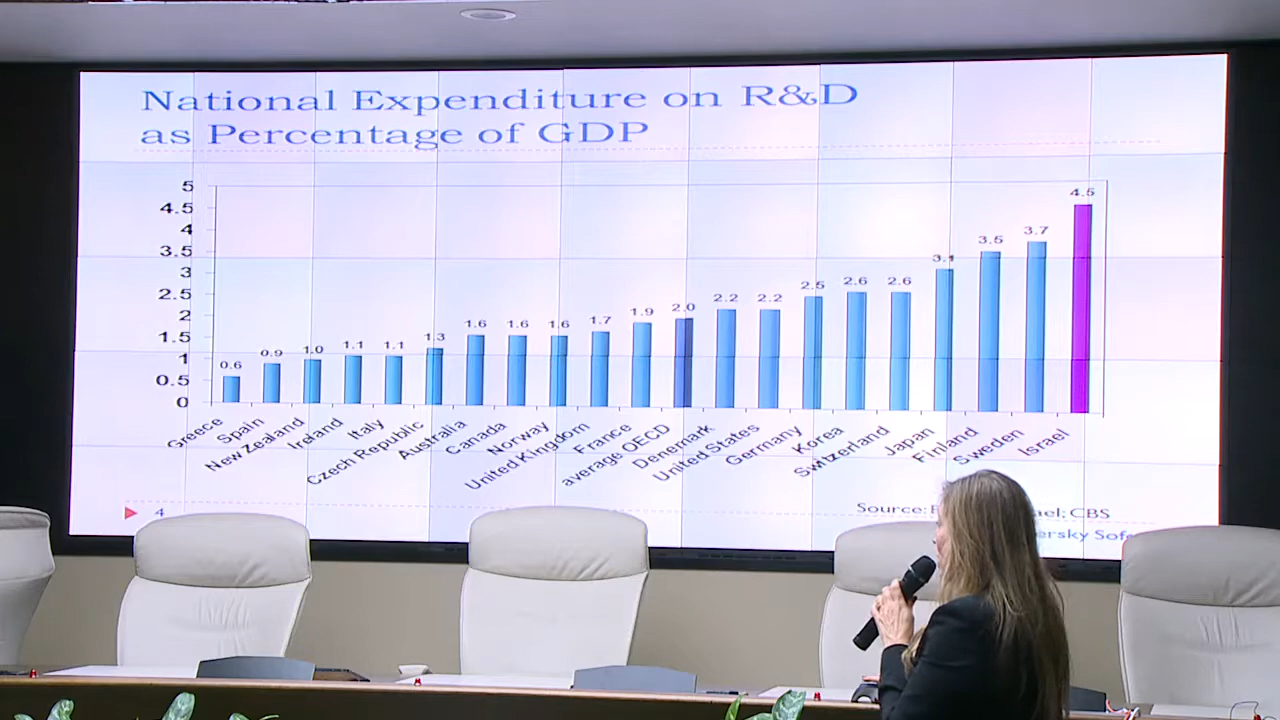 National Expenditure on R&D
as Percentage of GDP
5
4.5
4
3.5
3
2.5
2
1.5
1
0.5
0
0.6
0.9
1.0
1.1
1.1
1.3
1.6
1.6
1.6
1.7
1.9
2.0
2.2
2.2
2.5
2.6
2.6
3.1
3.5
3.7
4.5
Greece
Spain
New Zealand
Ireland
Italy
Czech Republic
Australia
Canada
Norway
United Kingdom
France
average OECD
Denmark
United States
Germany
Korea
Switzerland
Japan
Finland
Sweden
Israel
4
Source: CBS